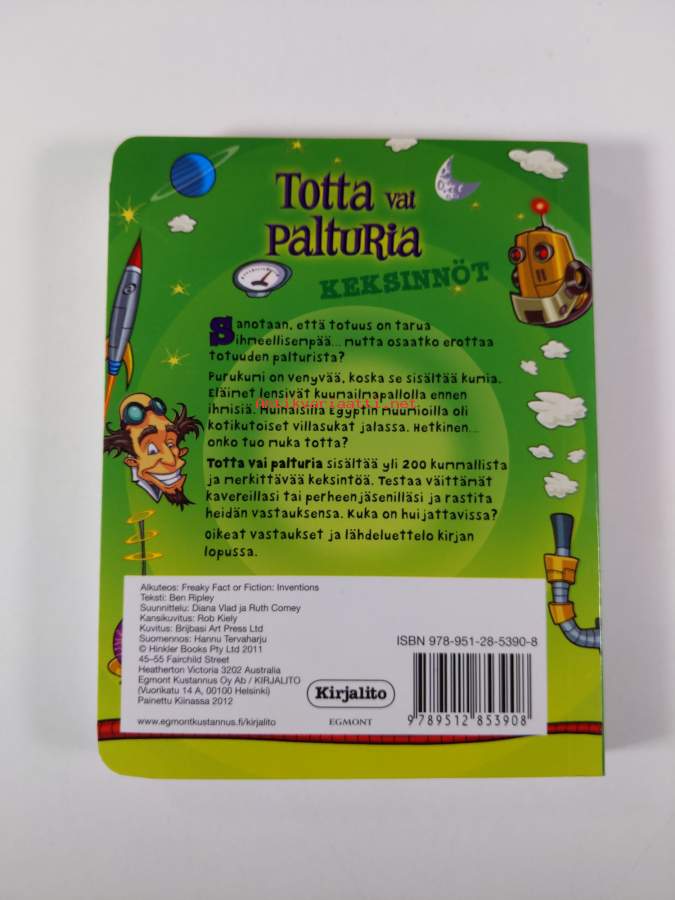 Totta vai
Palturia
KEKSINNÖT
Sanotaan, että totuus on tarua
ihmeellisempää... mutta osaatko erottaa
totuuden palturista?
Purukumi on venyvää, koska se sisältää kumia.
Eläimet lensivät kuumailmapallolla ennen
antikvariaatti.net
ihmisiä. Muinaisilla Egyptin muumioilla oli
kotikutoiset villasukat jalassa. Hetkinen...
onko tuo muka totta?
Totta vai palturia sisältää yli 200 kummallista
ja merkittävää keksintöä. Testaa väittämät
kavereillasi tai perheenjäsenilläsi ja rastita
heidän vastauksensa. Kuka on huijattavissa?
Oikeat vastaukset ja lähdeluettelo kirjan
lopussa.
Alkuteos: Freaky Fact or Fiction: Inventions
Teksti: Ben Ripley
Suunnittelu: Diana Vlad ja Ruth Comey
Kansikuvitus: Rob Kiely
Kuvitus: Brijbasi Art Press Ltd
Suomennos: Hannu Tervaharju
© Hinkler Books Pty Ltd 2011
45–55 Fairchild Street
Heatherton Victoria 3202 Australia
Egmont Kustannus Oy Ab / KIRJALITO
(Vuorikatu 14 A, 00100 Helsinki)
Painettu Kiinassa 2012
www.egmontkustannus.fi/kirjalito
Kirjalito
EGMONT
ISBN 978-951-28-5390-8
9 789512 853908